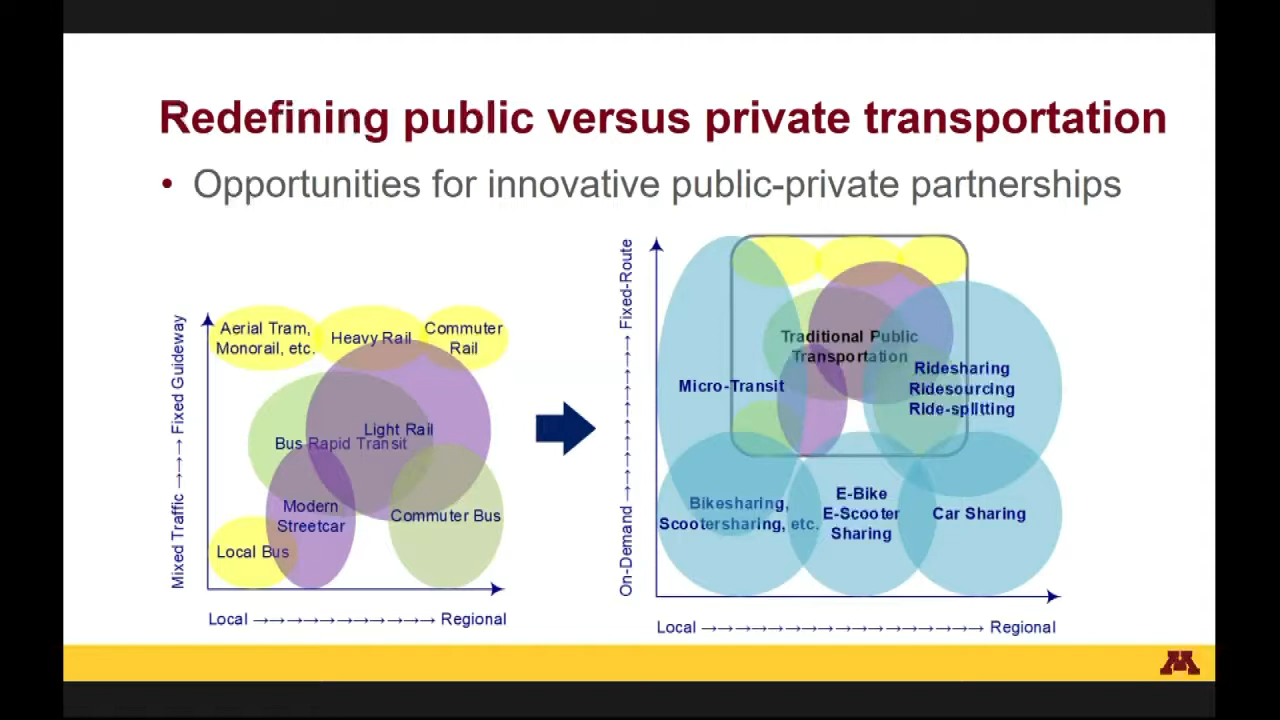 Redefining public versus private transportation
• Opportunities for innovative public-private partnerships
Mixed Traffic →→→ Fixed Guideway
Aerial Tram,
Monorail, etc.
Heavy Rail
Commuter
Rail
Light Rail
Bus Rapid Transit
Modern
Streetcar
Commuter Bus
Local Bus
Local →→→→→→→→→→→→ Regional
On-Demand →→→→→→→→→→→→ Fixed-Route
Traditional Public
Transportation
Micro-Transit
Ridesharing
Ridesourcing
Ride-splitting
Bikesharing,
Scootersharing, etc.
E-Bike
E-Scooter
Sharing
Car Sharing
Local →→→→→→→→→→→→→→→→→→ Regional
M